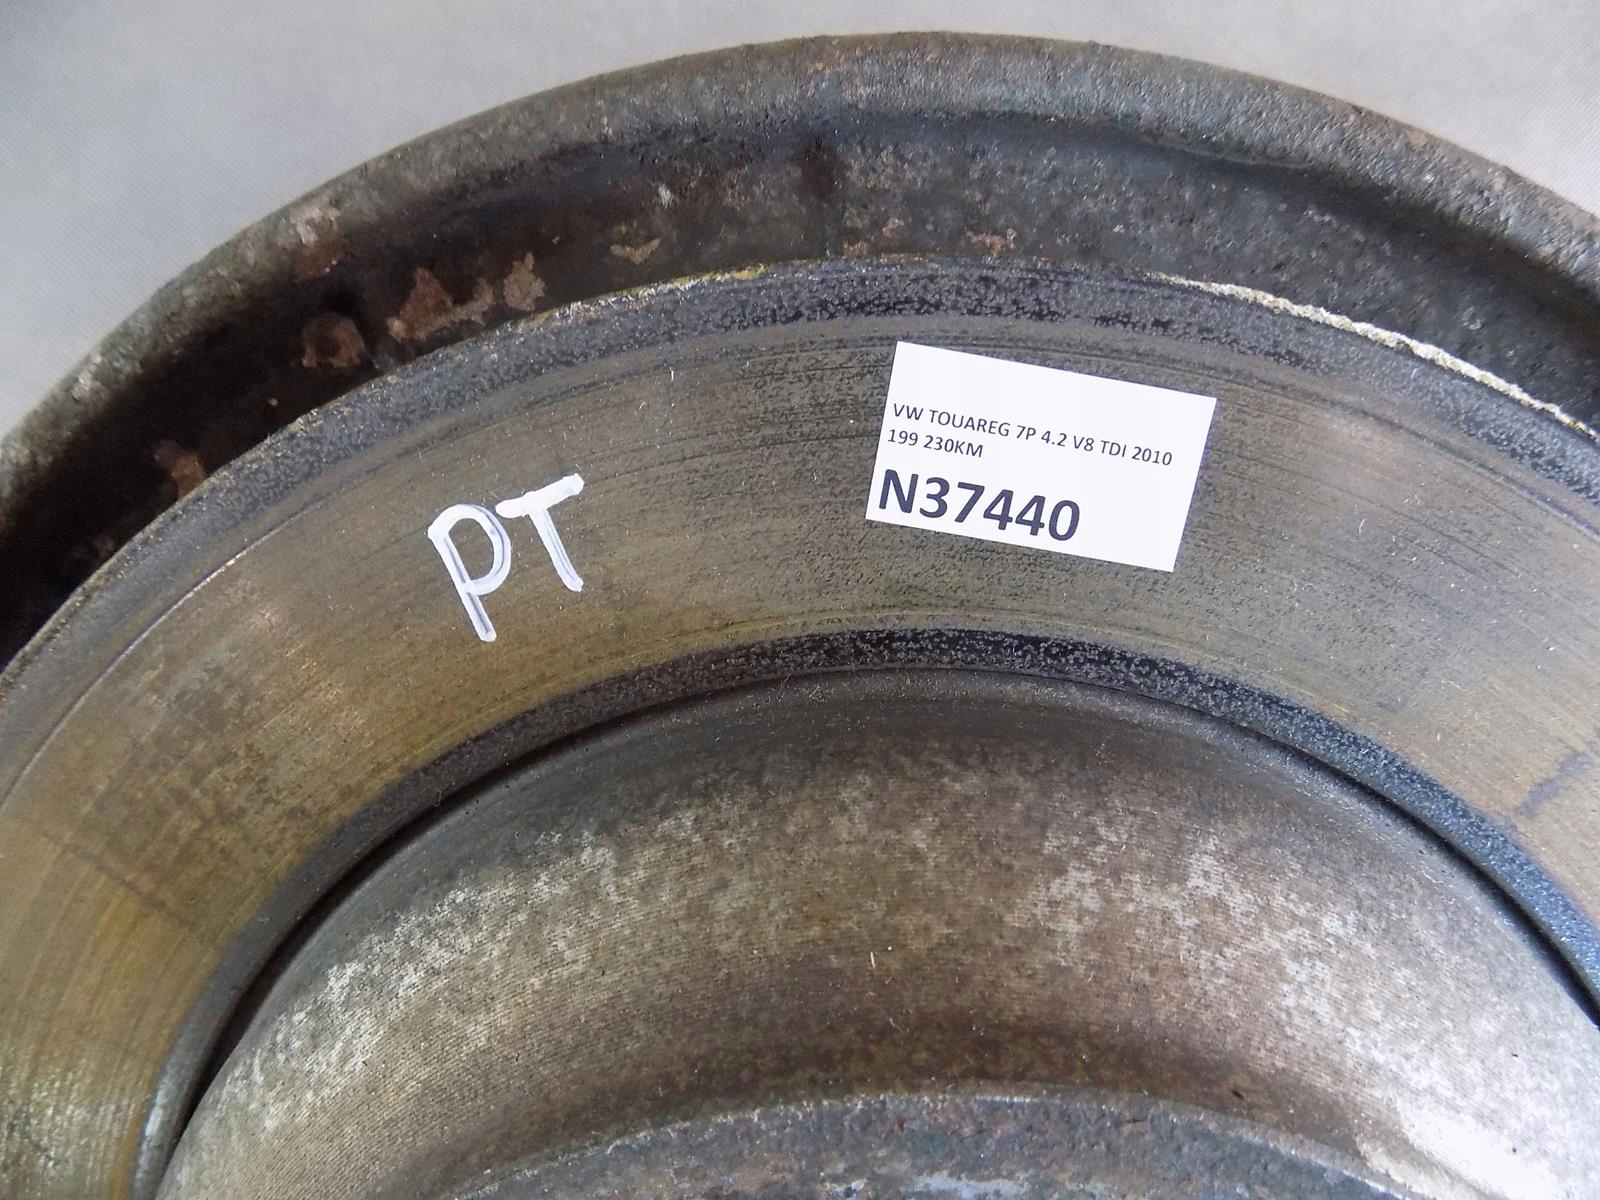 VW TOUAREG 7P 4.2 V8 TDI 2010
199 230KM
N37440
PT